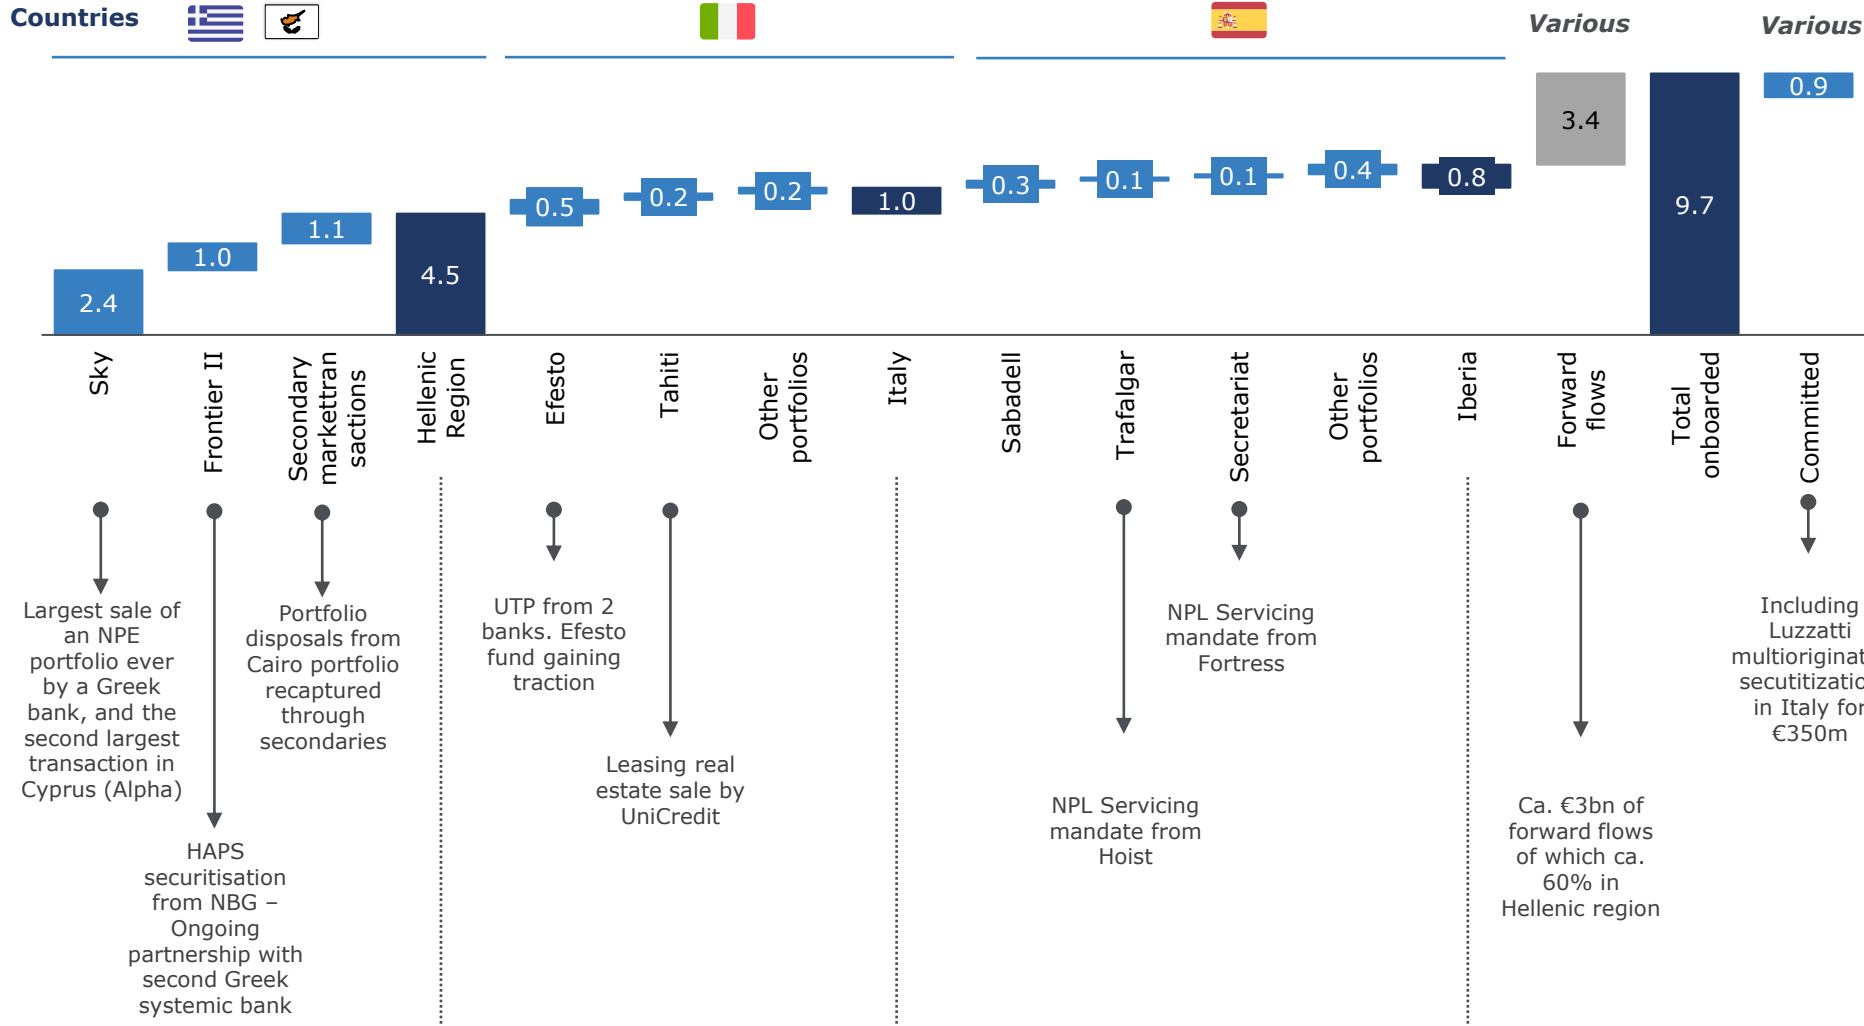 Countries
Various
Various
2.4
1.0
1.1
4.5
0.5
0.2
0.2
1.0
0.3
0.1
0.1
0.4
0.8
3.4
9.7
0.9
Sky
Frontier II
Secondary
markettran
sactions
Hellenic
Region
Efesto
Tahiti
Other
portfolios
Italy
Sabadell
Trafalgar
Secretariat
Other
portfolios
Iberia
Forward
flows
Total
onboarded
Committed
Largest sale of
an NPE
portfolio ever
by a Greek
bank, and the
second largest
transaction in
Cyprus (Alpha)
HAPS
securitisation
from NBG –
Ongoing
partnership with
second Greek
systemic bank
Portfolio
disposals from
Cairo portfolio
recaptured
through
secondaries
UTP from 2
banks. Efesto
fund gaining
traction
Leasing real
estate sale by
UniCredit
NPL Servicing
mandate from
Hoist
NPL Servicing
mandate from
Fortress
Ca. €3bn of
forward flows
of which ca.
60% in
Hellenic region
Including
Luzzatti
multioriginat
secutitizatio
in Italy for
€350m